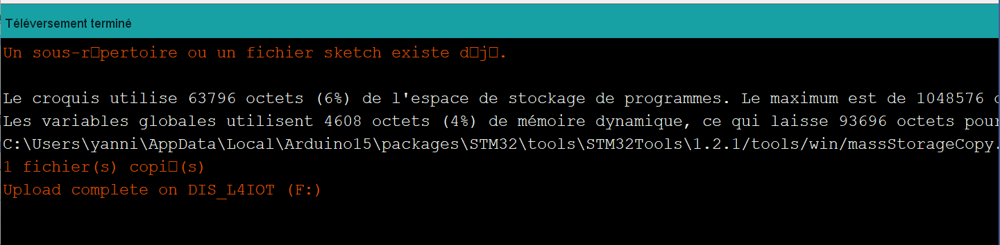 Téléversement terminé
Un sous-r□pertoire ou un fichier sketch existe d□j□.
Le croquis utilise 63796 octets (6%) de l'espace de stockage de programmes. Le maximum est de 1048576
Les variables globales utilisent 4608 octets (4%) de mémoire dynamique, ce qui laisse 93696 octets pour
C:\Users\yanni\AppData\Local\Arduino15\packages\STM32\tools\STM32Tools\1.2.1/tools/win/massStorageCopy.
1 fichier(s) copi□(s)
Upload complete on DIS_L4IOT (F:)